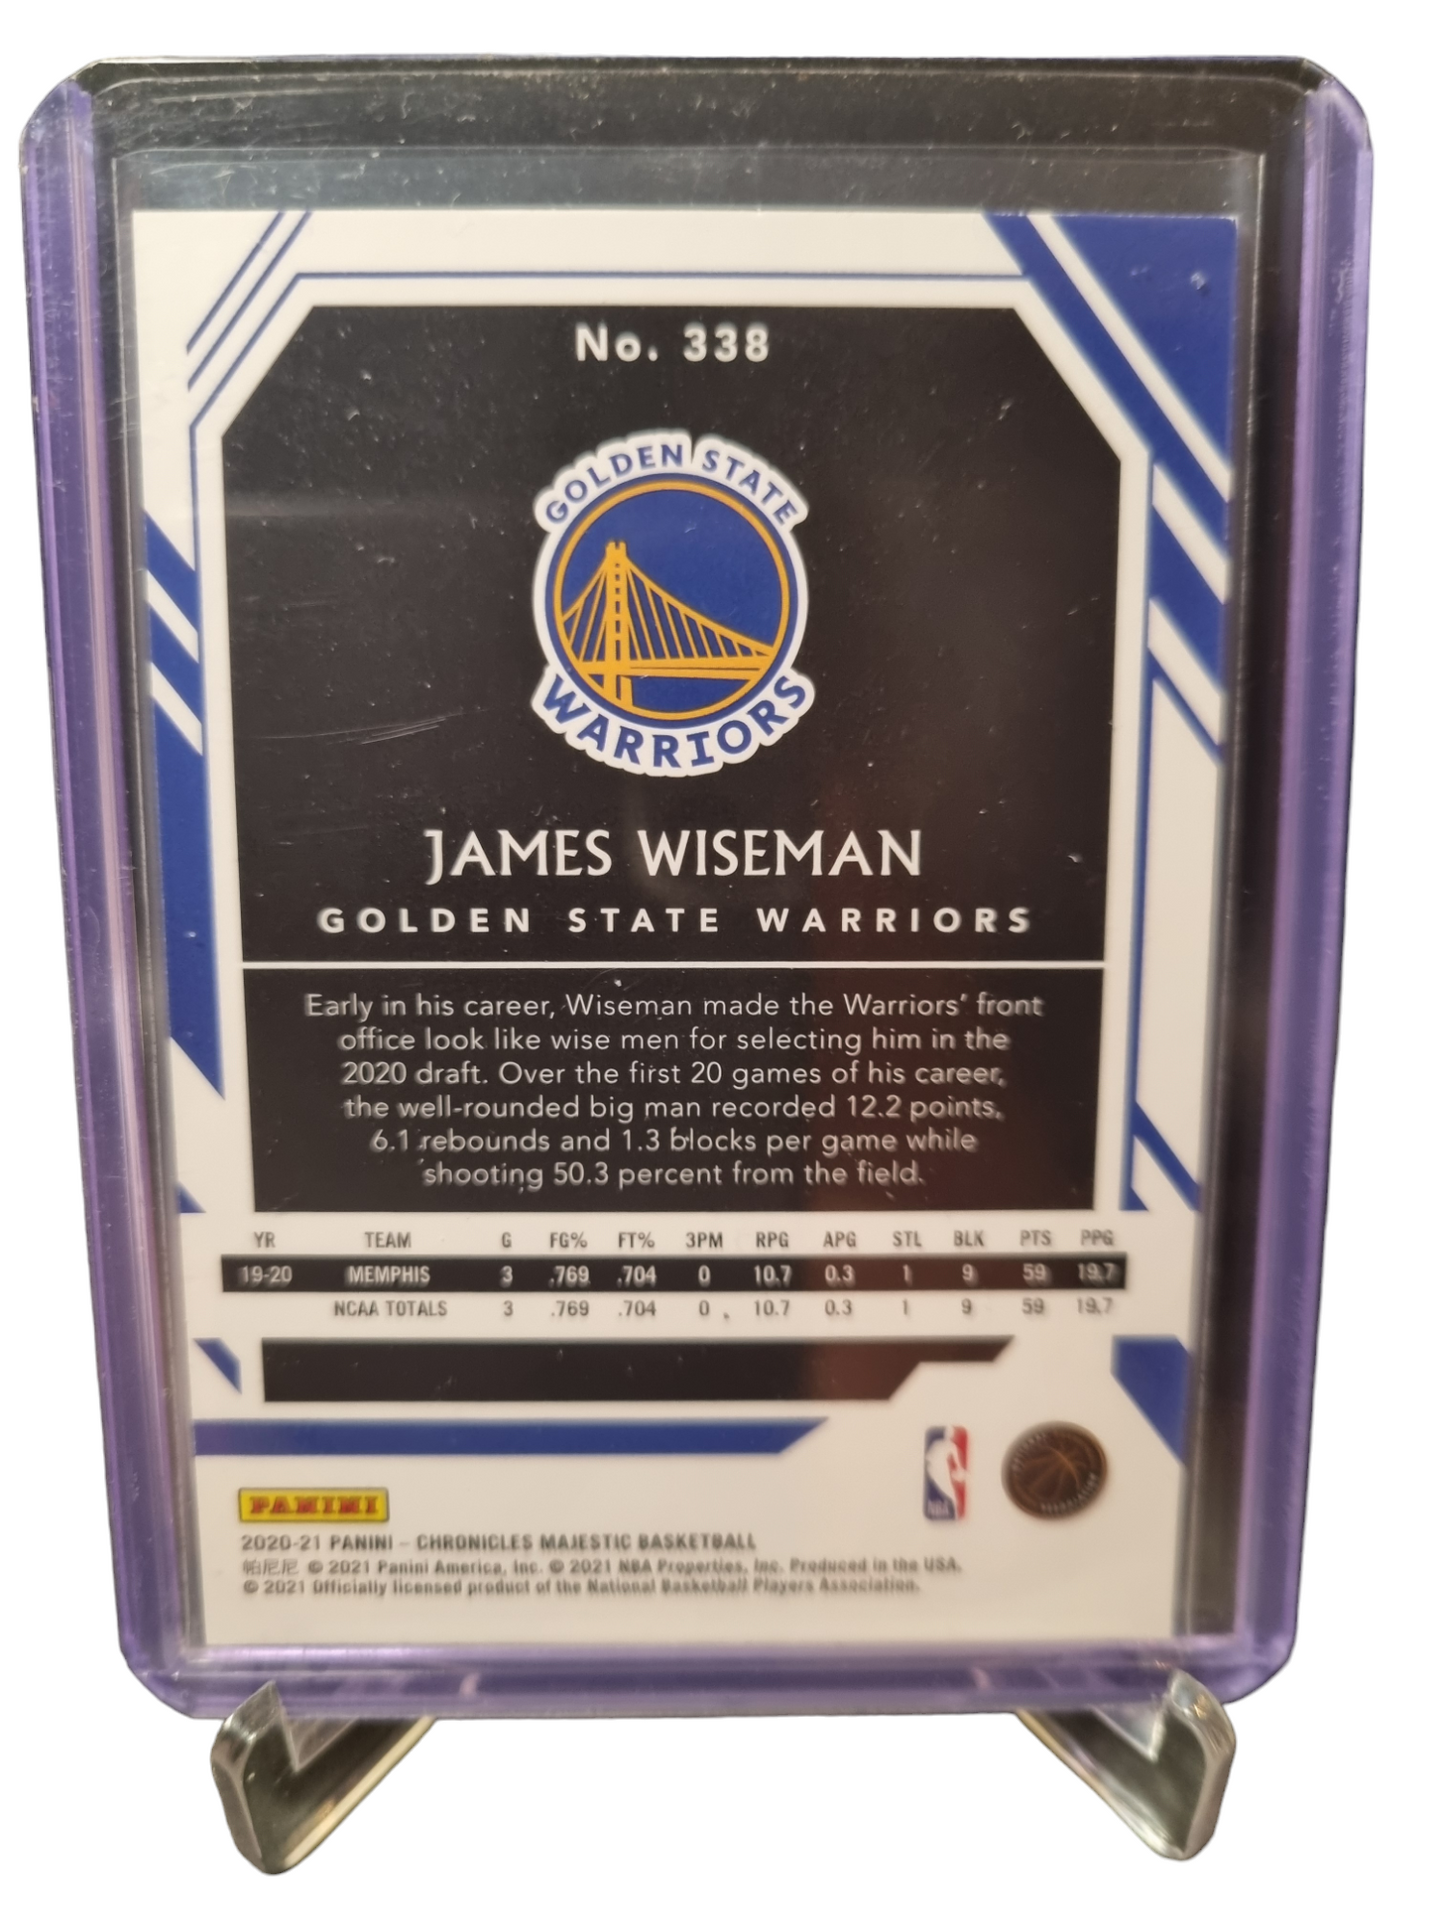 No. 338
GOLDEN STATE
WARRIORS
JAMES WISEMAN
GOLDEN STATE WARRIORS
Early in his career, Wiseman made the Warriors' front
office look like wise men for selecting him in the
2020 draft. Over the first 20 games of his career,
the well-rounded big man recorded 12.2 points,
6.1 rebounds and 1.3 blocks per game while
shooting 50.3 percent from the field.
YR TEAM G FG% FT% 3PM RPG APG STL BLK PTS PPG
19-20 MEMPHIS 3 .769 .704 0 10.7 0.3 1 9 59 19.7
NCAA TOTALS 3 .769 .704 0 10.7 0.3 1 9 59 19.7
NBA
PANINI
2020-21 PANINI - CHRONICLES MAJESTIC BASKETBALL
帕尼尼 © 2021 Panini America, Inc. © 2021 NBA Properties, Inc. Produced in the USA.
© 2021 Officially licensed product of the National Basketball Players Association.